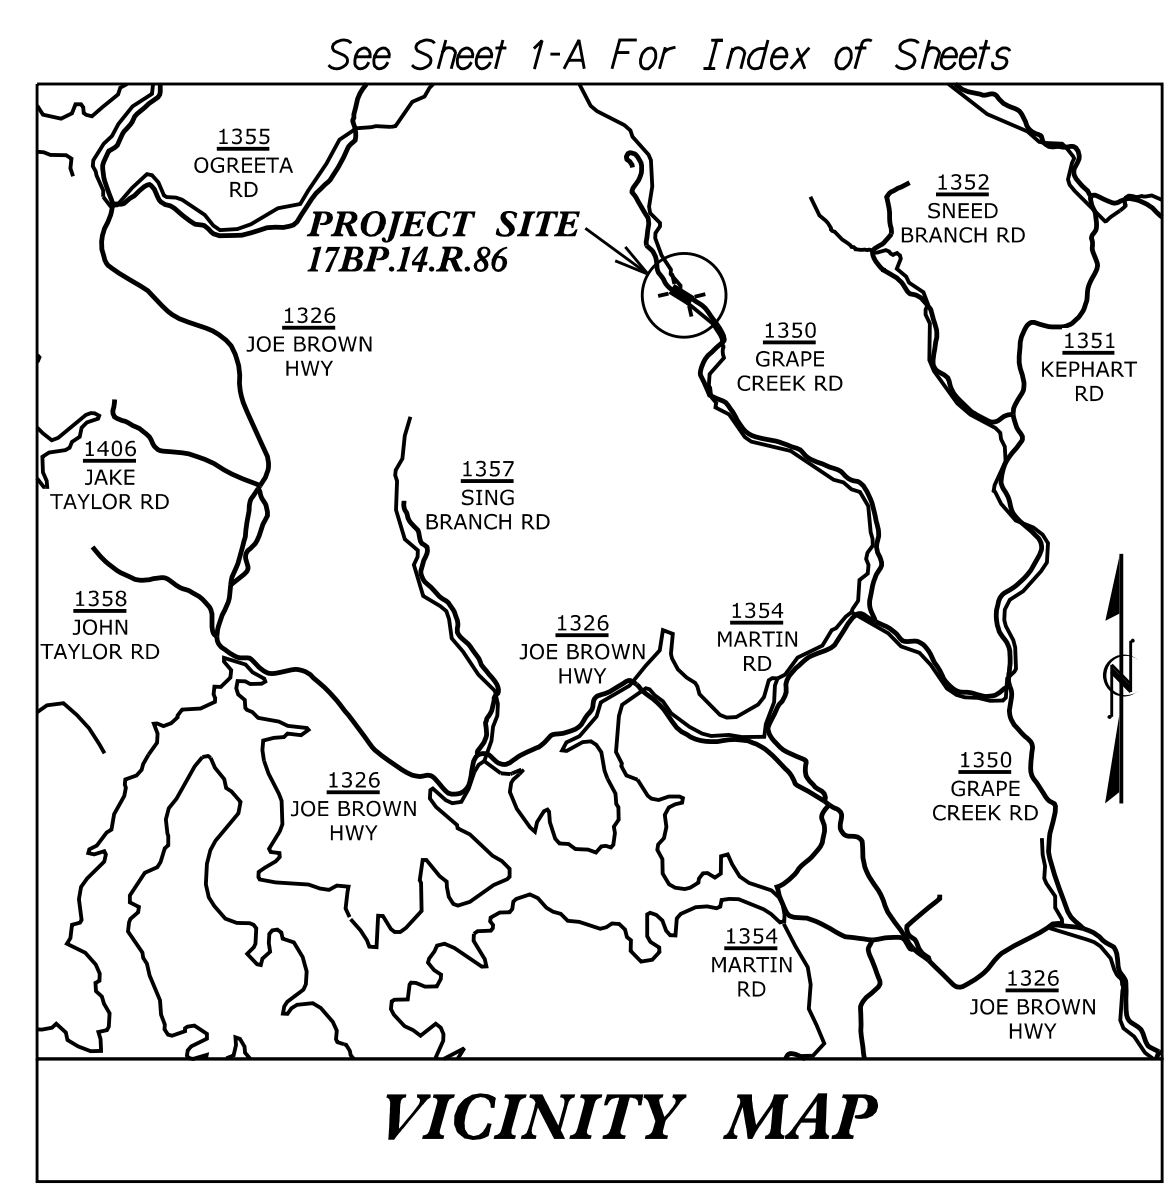 See Sheet 1-A For Index of Sheets
1355
OGREETA
RD
1352
SNEED
BRANCH RD
PROJECT SITE
17BP.14.R.86
1326
JOE BROWN
HWY
1350
GRAPE
CREEK RD
1351
KEPHART
RD
1406
JAKE
TAYLOR RD
1357
SING
BRANCH RD
1358
JOHN
TAYLOR RD
1326
JOE BROWN
HWY
1354
MARTIN
RD
N
1326
JOE BROWN
HWY
1350
GRAPE
CREEK RD
1354
MARTIN
RD
1326
JOE BROWN
HWY
VICINITY MAP